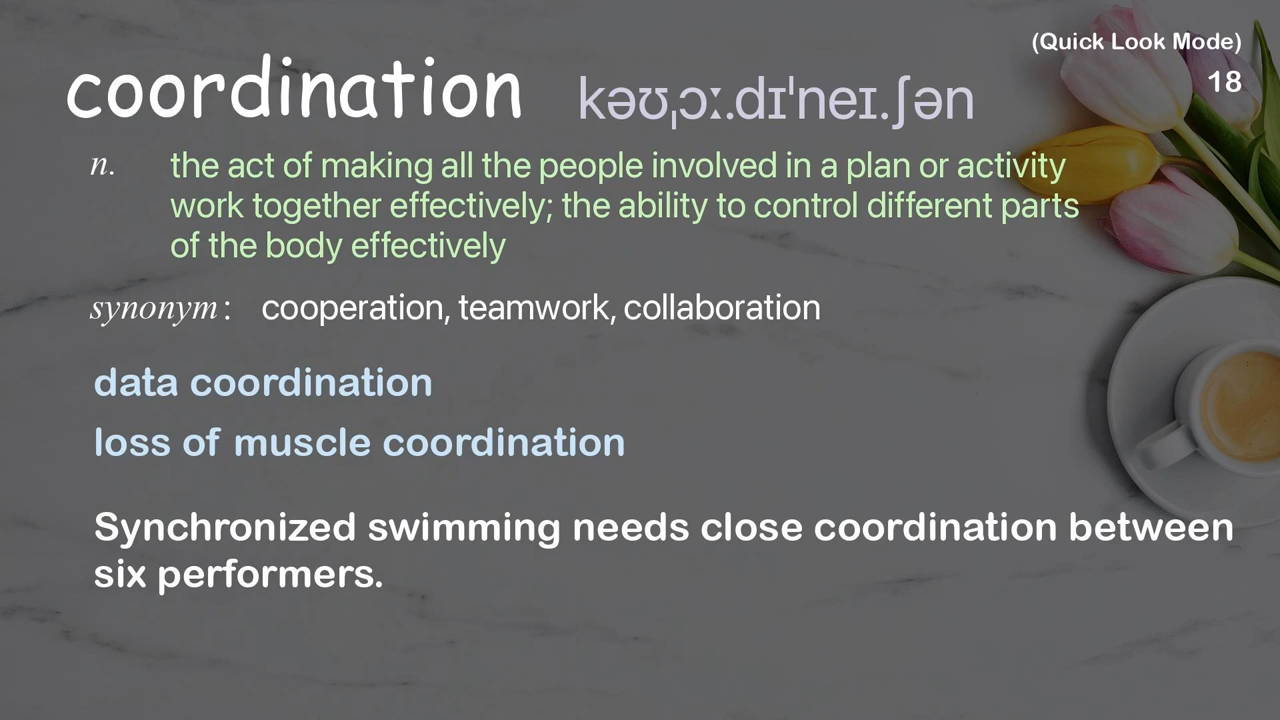 (Quick Look Mode)
18
coordination kəʊˌɔː.dɪˈneɪ.ʃən
n. the act of making all the people involved in a plan or activity
work together effectively; the ability to control different parts
of the body effectively
synonym: cooperation, teamwork, collaboration
data coordination
loss of muscle coordination
Synchronized swimming needs close coordination between
six performers.